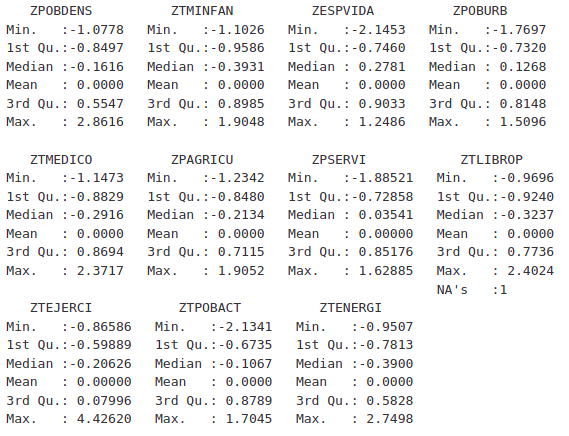 ZPOBDENS          ZTMINFAN          ZESPVIDA          ZPOBURB
Min.   :-1.0778   Min.   :-1.1026   Min.   :-2.1453   Min.   :-1.7697
1st Qu.:-0.8497   1st Qu.:-0.9586   1st Qu.:-0.7460   1st Qu.:-0.7320
Median :-0.1616   Median :-0.3931   Median : 0.2781   Median : 0.1268
Mean   : 0.0000   Mean   : 0.0000   Mean   : 0.0000   Mean   : 0.0000
3rd Qu.: 0.5547   3rd Qu.: 0.8985   3rd Qu.: 0.9033   3rd Qu.: 0.8148
Max.   : 2.8616   Max.   : 1.9048   Max.   : 1.2486   Max.   : 1.5096
   ZTMEDICO          ZPAGRICU          ZPSERVI            ZTLIBROP
Min.   :-1.1473   Min.   :-1.2342   Min.   :-1.88521   Min.   :-0.9696
1st Qu.:-0.8829   1st Qu.:-0.8480   1st Qu.:-0.72858   1st Qu.:-0.9240
Median :-0.2916   Median :-0.2134   Median : 0.03541   Median :-0.3237
Mean   : 0.0000   Mean   : 0.0000   Mean   : 0.00000   Mean   : 0.0000
3rd Qu.: 0.8694   3rd Qu.: 0.7115   3rd Qu.: 0.85176   3rd Qu.: 0.7736
Max.   : 2.3717   Max.   : 1.9052   Max.   : 1.62885   Max.   : 2.4024
NA's   :1
   ZTEJERCI           ZTPOBACT          ZTENERGI
Min.   :-0.86586   Min.   :-2.1341   Min.   :-0.9507
1st Qu.:-0.59889   1st Qu.:-0.6735   1st Qu.:-0.7813
Median :-0.20626   Median :-0.1067   Median :-0.3900
Mean   : 0.00000   Mean   : 0.0000   Mean   : 0.0000
3rd Qu.: 0.07996   3rd Qu.: 0.8789   3rd Qu.: 0.5828
Max.   : 4.42620   Max.   : 1.7045   Max.   : 2.7498